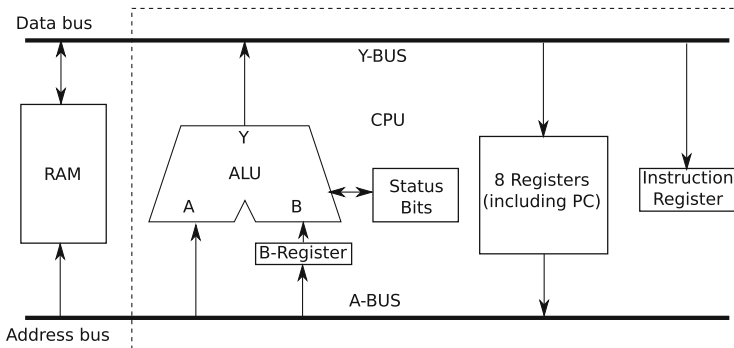 Data bus
Y-BUS
CPU
Y
RAM
ALU
A
B
Status
Bits
8 Registers
(including PC)
Instruction
Register
B-Register
A-BUS
Address bus